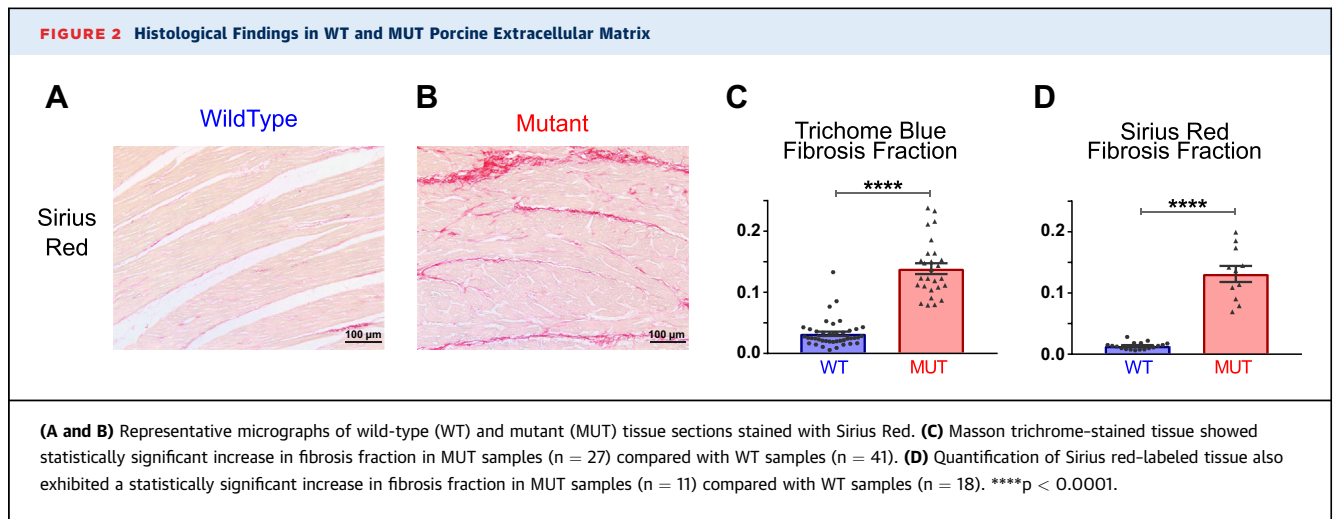 FIGURE 2 Histological Findings in WT and MUT Porcine Extracellular Matrix
A
WildType
Sirius
Red
100 µm
B
Mutant
100 µm
C
Trichome Blue
Fibrosis Fraction
****
0.2
0.1
0.0
WT
MUT
D
Sirius Red
Fibrosis Fraction
****
0.2
0.1
0.0
WT
MUT
(A and B) Representative micrographs of wild-type (WT) and mutant (MUT) tissue sections stained with Sirius Red. (C) Masson trichrome–stained tissue showed
statistically significant increase in fibrosis fraction in MUT samples (n = 27) compared with WT samples (n = 41). (D) Quantification of Sirius red–labeled tissue also
exhibited a statistically significant increase in fibrosis fraction in MUT samples (n = 11) compared with WT samples (n = 18). ****p < 0.0001.